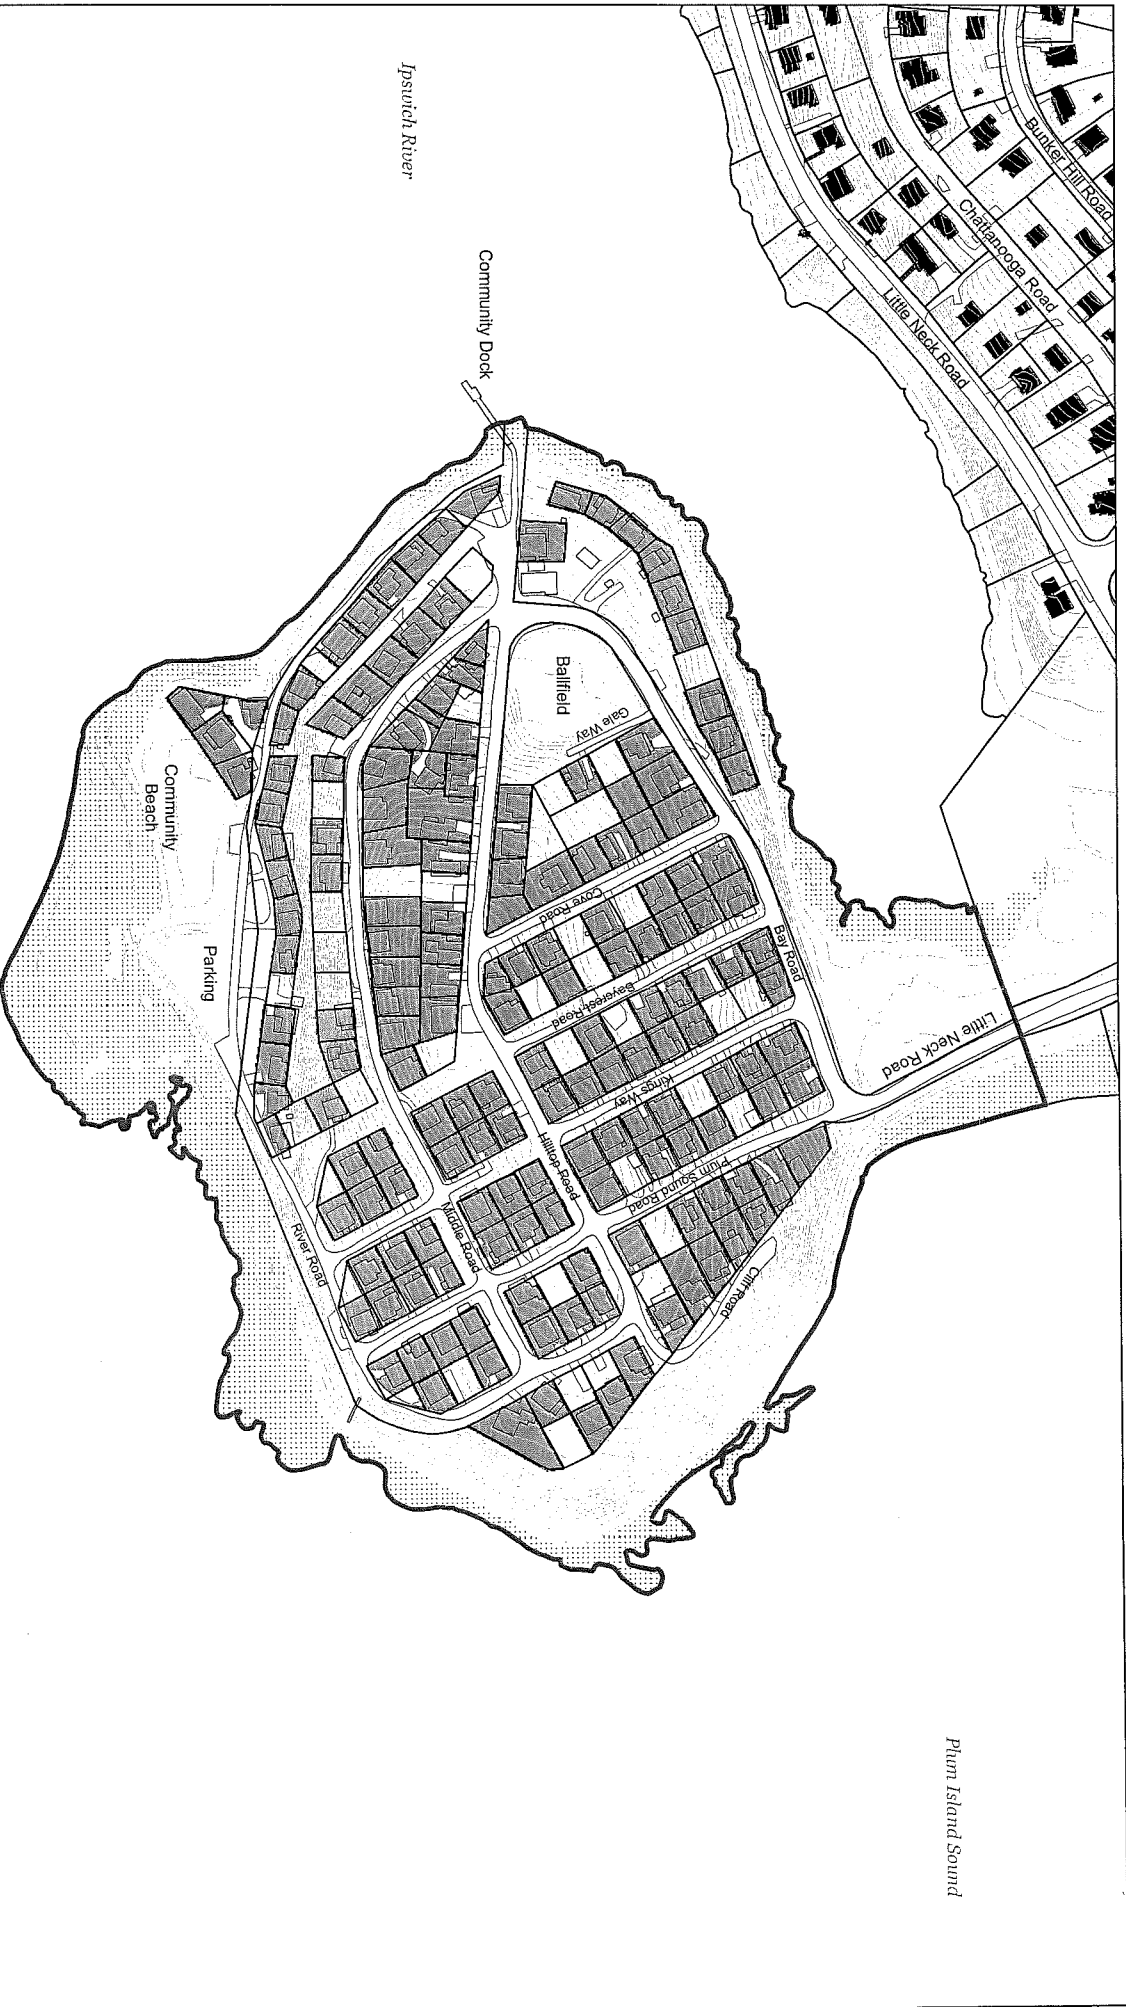 Ipswich River
Bunker Hill Road
Chattanooga Road
Little Neck Road
Community Dock
Ballfield
Gale Way
Community
Beach
Cove Road
Parking
Baycrest Road
Bay Road
Little Neck Road
Kings Way
Hilltop Road
Plum Sound Road
Middle Road
River Road
Cliff Road
Plum Island Sound